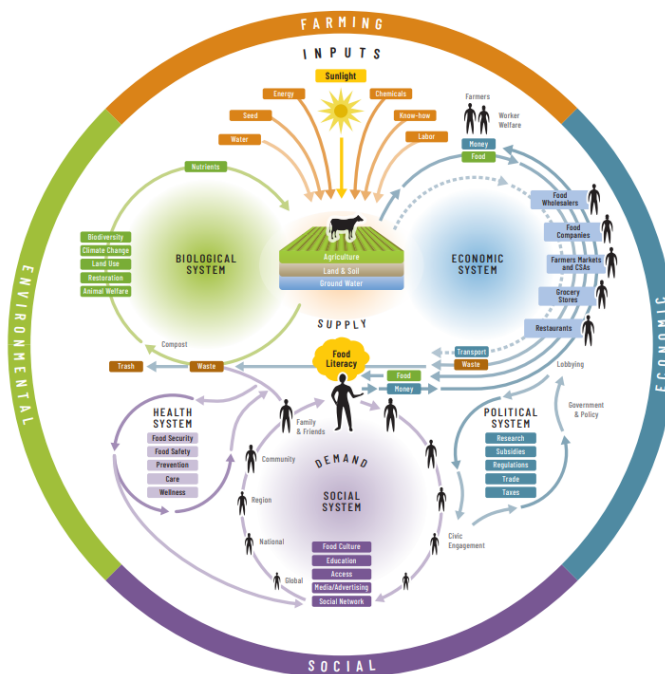 FARMING
INPUTS
Sunlight
Energy
Chemicals
Seed
Know-how
Water
Labor
Farmers
Worker
Welfare
Money
Food
Nutrients
Food
Wholesalers
Food
Companies
Farmers Markets
and CSAs
Grocery
Stores
Restaurants
Biodiversity
Climate Change
Land Use
Restoration
Animal Welfare
BIOLOGICAL
SYSTEM
Agriculture
Land & Soil
Ground Water
ECONOMIC
SYSTEM
ENVIRONMENTAL
ECONOMIC
SUPPLY
Compost
Trash
Waste
Food
Literacy
Transport
Waste
Food
Money
Lobbying
Government
& Policy
HEALTH
SYSTEM
Food Security
Food Safety
Prevention
Care
Wellness
Family
& Friends
Community
Region
National
Global
DEMAND
SOCIAL
SYSTEM
Food Culture
Education
Access
Media/Advertising
Social Network
POLITICAL
SYSTEM
Research
Subsidies
Regulations
Trade
Taxes
Civic
Engagement
SOCIAL